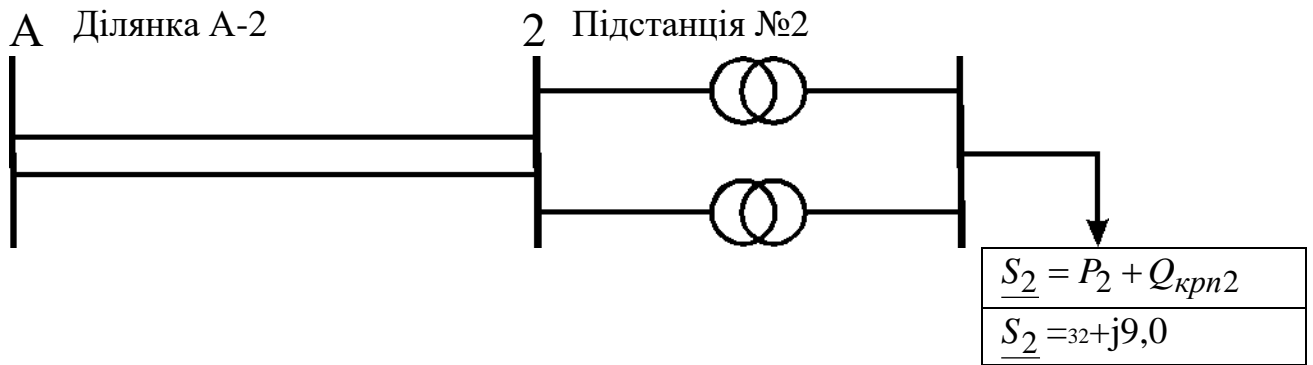 А Ділянка А-2 2 Підстанція №2
S2 = P2 + Qкрп2
S2 =32+j9,0